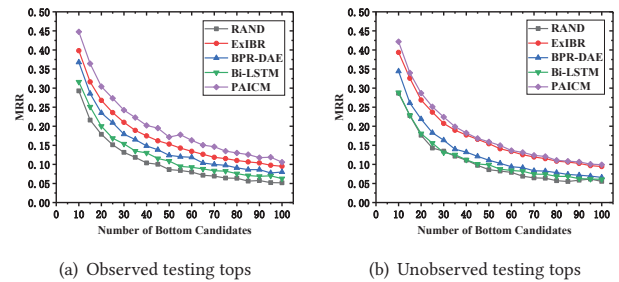 0.50
0.45
0.40
0.35
0.30
0.25
0.20
0.15
0.10
0.05
0.00
MRR
0 10 20 30 40 50 60 70 80 90 100
Number of Bottom Candidates
RAND
ExIBR
BPR-DAE
Bi-LSTM
PAICM
(a) Observed testing tops
0.50
0.45
0.40
0.35
0.30
0.25
0.20
0.15
0.10
0.05
0.00
MRR
0 10 20 30 40 50 60 70 80 90 100
Number of Bottom Candidates
RAND
ExIBR
BPR-DAE
Bi-LSTM
PAICM
(b) Unobserved testing tops